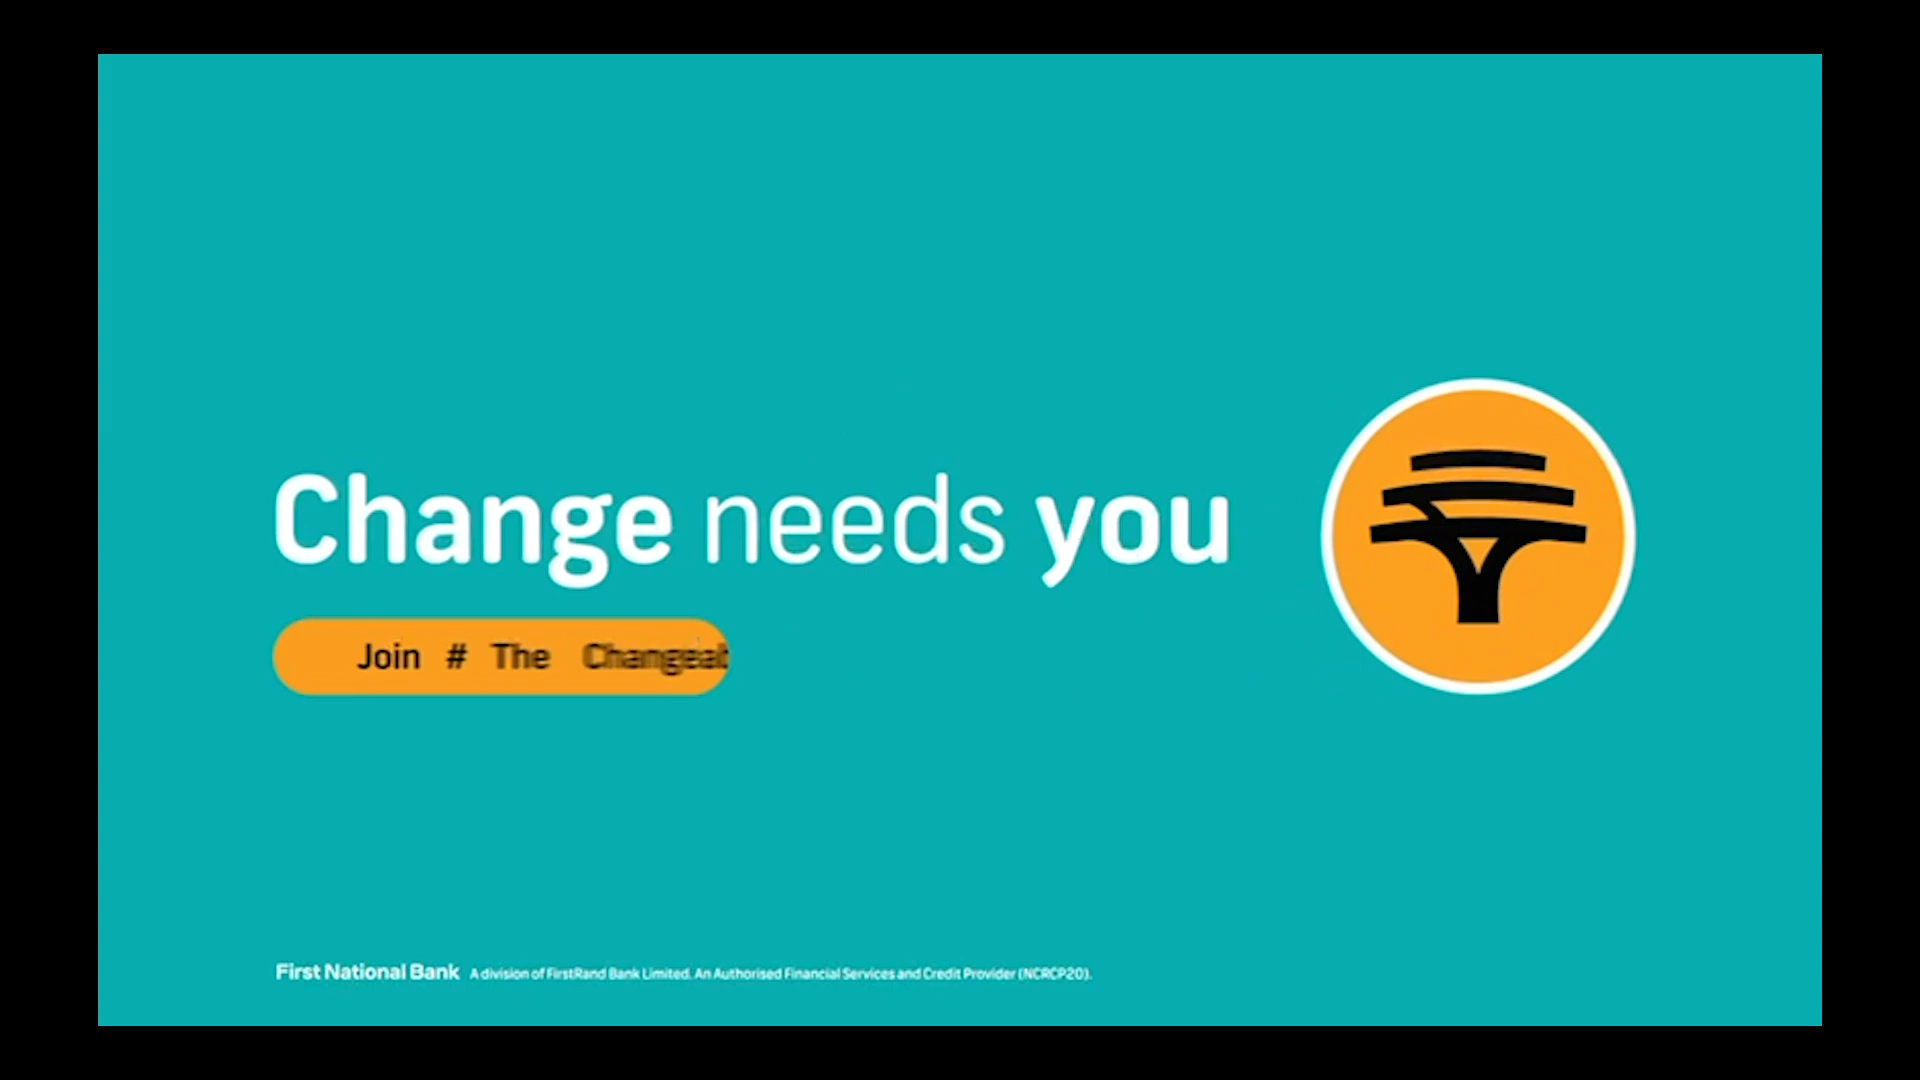 Change needs you
Join # The Changeab
First National Bank A division of FirstRand Bank Limited. An Authorised Financial Services and Credit Provider (NCRCP20).